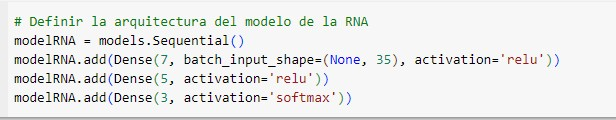 # Definir la arquitectura del modelo de la RNA
modelRNA = models.Sequential()
modelRNA.add(Dense(7, batch_input_shape=(None, 35), activation='relu'))
modelRNA.add(Dense(5, activation='relu'))
modelRNA.add(Dense(3, activation='softmax'))